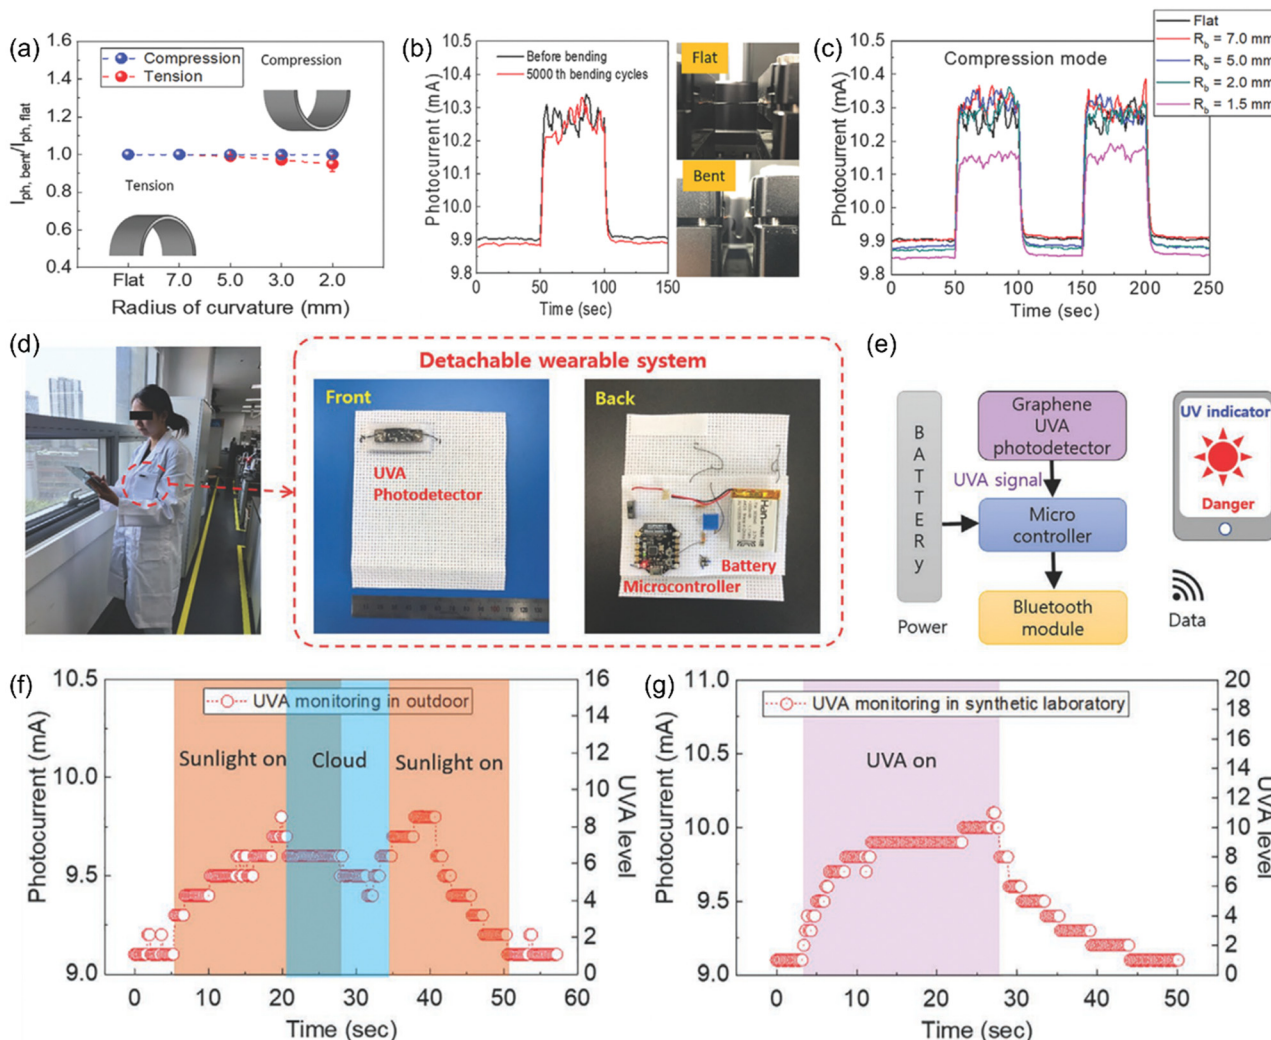 (a)
1.6
1.4
1.2
1.0
0.8
0.6
0.4
I ph, bent/I ph, flat
Compression
Tension
Compression
Tension
Flat 7.0 5.0 3.0 2.0
Radius of curvature (mm)
(b)
10.5
10.4
10.3
10.2
10.1
10.0
9.9
9.8
Photocurrent (mA)
Before bending
5000 th bending cycles
0 50 100 150
Time (sec)
Flat
Bent
(c)
10.5
10.4
10.3
10.2
10.1
10.0
9.9
9.8
Photocurrent (mA)
Compression mode
Flat
Rb = 7.0 mm
Rb = 5.0 mm
Rb = 2.0 mm
Rb = 1.5 mm
0 50 100 150 200 250
Time (sec)
(d)
Detachable wearable system
Front
UVA
Photodetector
Back
Battery
Microcontroller
(e)
BATTERy
Power
Graphene
UVA
photodetector
UVA signal
Micro
controller
Bluetooth
module
UV indicator
Danger
Data
(f)
10.5
10.0
9.5
9.0
Photocurrent (mA)
UVA monitoring in outdoor
Sunlight on
Cloud
Sunlight on
16
14
12
10
8
6
4
2
0
UVA level
0 10 20 30 40 50 60
Time (sec)
(g)
11.0
10.5
10.0
9.5
9.0
Photocurrent (mA)
UVA monitoring in synthetic laboratory
UVA on
20
18
16
14
12
10
8
6
4
2
0
UVA level
0 10 20 30 40 50
Time (sec)